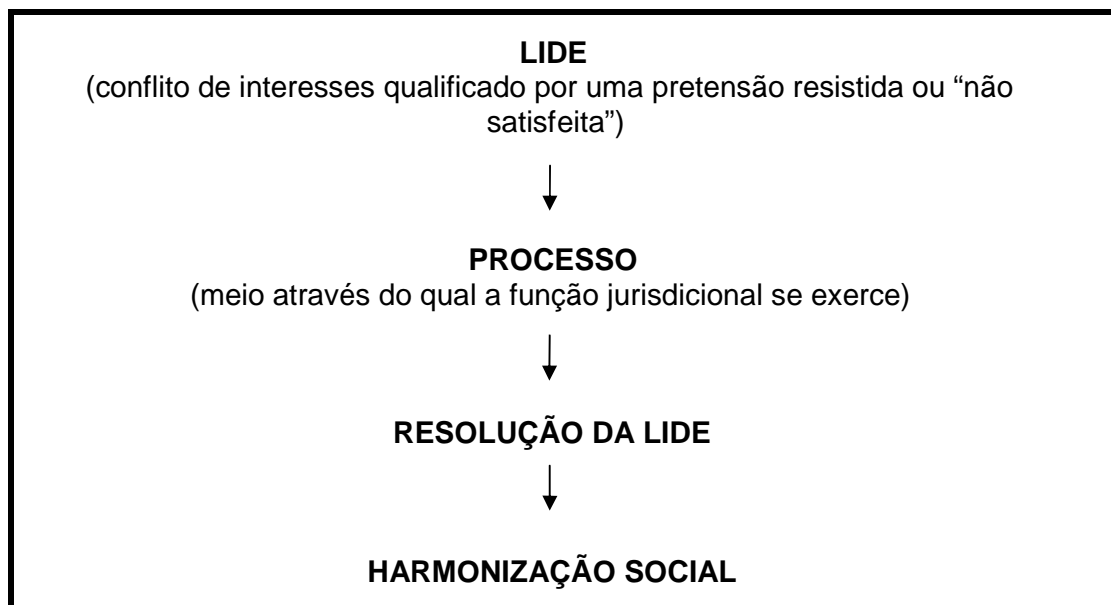 LIDE
(conflito de interesses qualificado por uma pretensão resistida ou “não
satisfeita”)
PROCESSO
(meio através do qual a função jurisdicional se exerce)
RESOLUÇÃO DA LIDE
HARMONIZAÇÃO SOCIAL